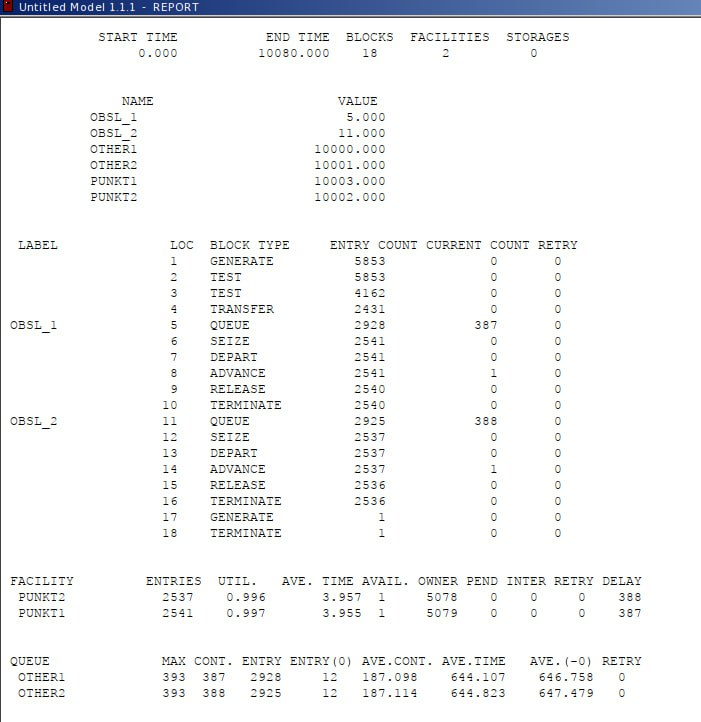 Untitled Model 1.1.1 - REPORT
START TIME END TIME BLOCKS FACILITIES STORAGES
0.000 10080.000 18 2 0
NAME VALUE
OBSL_1 5.000
OBSL_2 11.000
OTHER1 10000.000
OTHER2 10001.000
PUNKT1 10003.000
PUNKT2 10002.000
LABEL LOC BLOCK TYPE ENTRY COUNT CURRENT COUNT RETRY
1 GENERATE 5853 0 0
2 TEST 5853 0 0
3 TEST 4162 0 0
4 TRANSFER 2431 0 0
OBSL_1 5 QUEUE 2928 387 0
6 SEIZE 2541 0 0
7 DEPART 2541 0 0
8 ADVANCE 2541 1 0
9 RELEASE 2540 0 0
10 TERMINATE 2540 0 0
OBSL_2 11 QUEUE 2925 388 0
12 SEIZE 2537 0 0
13 DEPART 2537 0 0
14 ADVANCE 2537 1 0
15 RELEASE 2536 0 0
16 TERMINATE 2536 0 0
17 GENERATE 1 0 0
18 TERMINATE 1 0 0
FACILITY ENTRIES UTIL. AVE. TIME AVAIL. OWNER PEND INTER RETRY DELAY
PUNKT2 2537 0.996 3.957 1 5078 0 0 0 388
PUNKT1 2541 0.997 3.955 1 5079 0 0 0 387
QUEUE MAX CONT. ENTRY ENTRY(0) AVE.CONT. AVE.TIME AVE.(-0) RETRY
OTHER1 393 387 2928 12 187.098 644.107 646.758 0
OTHER2 393 388 2925 12 187.114 644.823 647.479 0